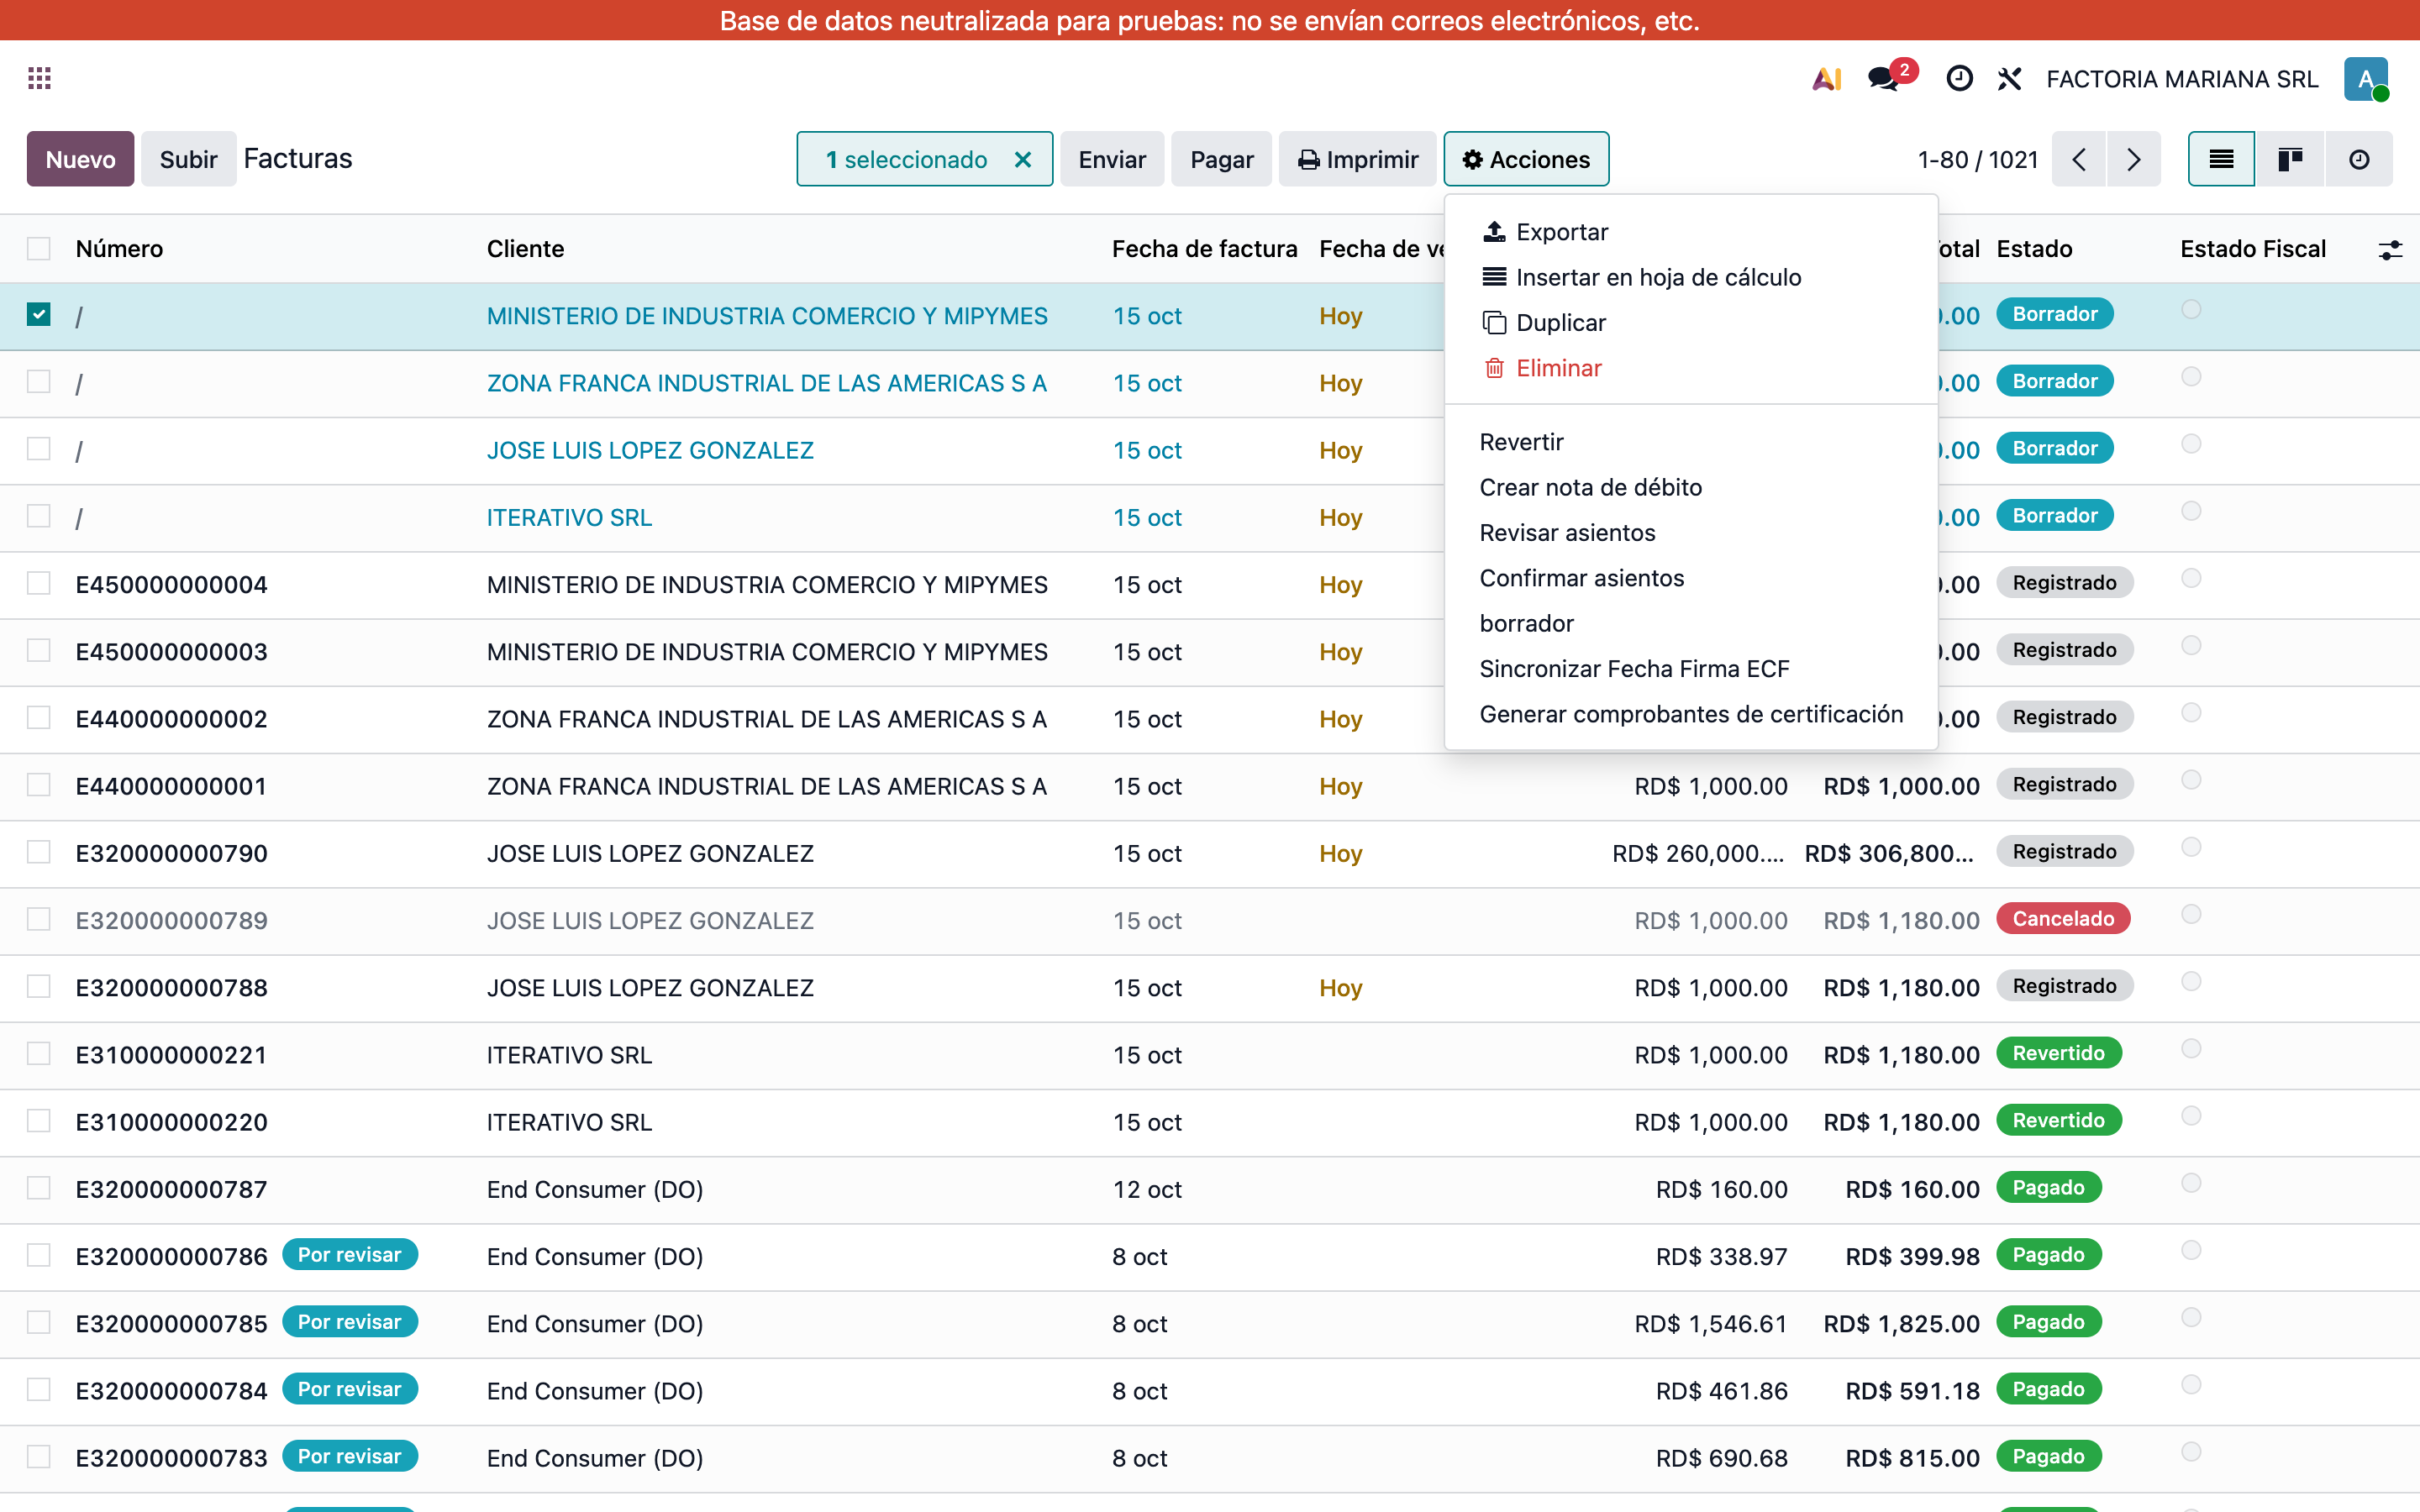 Base de datos neutralizada para pruebas: no se envían correos electrónicos, etc.
AI 2 FACTORIA MARIANA SRL A
Nuevo Subir Facturas 1 seleccionado Enviar Pagar Imprimir Acciones 1-80 / 1021
Exportar
Insertar en hoja de cálculo
Duplicar
Eliminar
Revertir
Crear nota de débito
Revisar asientos
Confirmar asientos
borrador
Sincronizar Fecha Firma ECF
Generar comprobantes de certificación
Número Cliente Fecha de factura Fecha de Estado Estado Fiscal
/ MINISTERIO DE INDUSTRIA COMERCIO Y MIPYMES 15 oct Hoy .00 Borrador
/ ZONA FRANCA INDUSTRIAL DE LAS AMERICAS S A 15 oct Hoy .00 Borrador
/ JOSE LUIS LOPEZ GONZALEZ 15 oct Hoy .00 Borrador
/ ITERATIVO SRL 15 oct Hoy .00 Borrador
E450000000004 MINISTERIO DE INDUSTRIA COMERCIO Y MIPYMES 15 oct Hoy .00 Registrado
E450000000003 MINISTERIO DE INDUSTRIA COMERCIO Y MIPYMES 15 oct Hoy .00 Registrado
E440000000002 ZONA FRANCA INDUSTRIAL DE LAS AMERICAS S A 15 oct Hoy .00 Registrado
E440000000001 ZONA FRANCA INDUSTRIAL DE LAS AMERICAS S A 15 oct Hoy RD$ 1,000.00 RD$ 1,000.00 Registrado
E320000000790 JOSE LUIS LOPEZ GONZALEZ 15 oct Hoy RD$ 260,000.... RD$ 306,800... Registrado
E320000000789 JOSE LUIS LOPEZ GONZALEZ 15 oct RD$ 1,000.00 RD$ 1,180.00 Cancelado
E320000000788 JOSE LUIS LOPEZ GONZALEZ 15 oct Hoy RD$ 1,000.00 RD$ 1,180.00 Registrado
E310000000221 ITERATIVO SRL 15 oct RD$ 1,000.00 RD$ 1,180.00 Revertido
E310000000220 ITERATIVO SRL 15 oct RD$ 1,000.00 RD$ 1,180.00 Revertido
E320000000787 End Consumer (DO) 12 oct RD$ 160.00 RD$ 160.00 Pagado
E320000000786 Por revisar End Consumer (DO) 8 oct RD$ 338.97 RD$ 399.98 Pagado
E320000000785 Por revisar End Consumer (DO) 8 oct RD$ 1,546.61 RD$ 1,825.00 Pagado
E320000000784 Por revisar End Consumer (DO) 8 oct RD$ 461.86 RD$ 591.18 Pagado
E320000000783 Por revisar End Consumer (DO) 8 oct RD$ 690.68 RD$ 815.00 Pagado